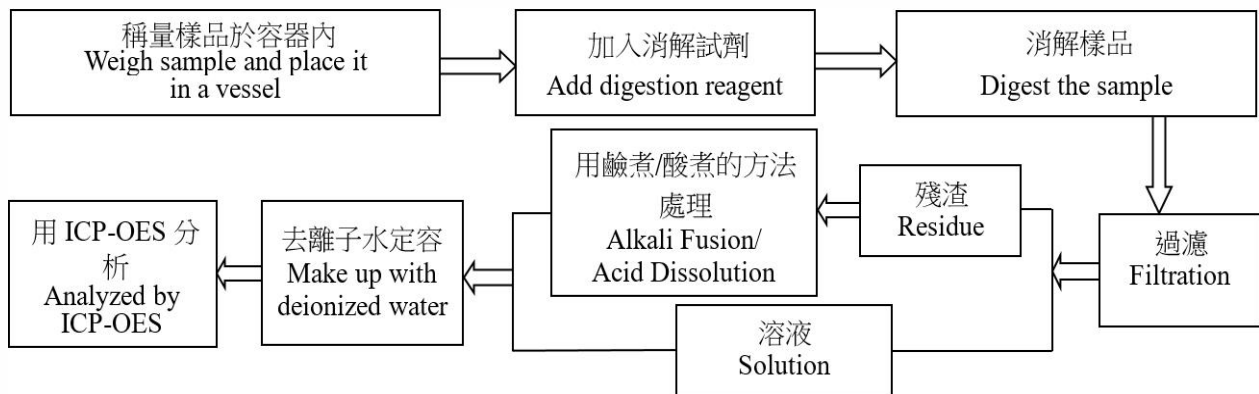 稱量樣品於容器內
Weigh sample and place it
in a vessel
加入消解試劑
Add digestion reagent
消解樣品
Digest the sample
過濾
Filtration
殘渣
Residue
用鹼煮/酸煮的方法
處理
Alkali Fusion/
Acid Dissolution
溶液
Solution
去離子水定容
Make up with
deionized water
用 ICP-OES 分
析
Analyzed by
ICP-OES